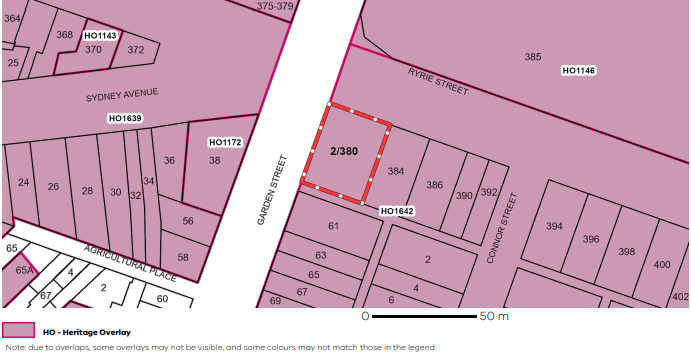 375-379
364
368
HO1143
370
372
25
385
HO1146
RYRIE STREET
SYDNEY AVENUE
HO1639
HO1172
2/380
36
38
34
24
26
28
30
32
384
386
390
392
GARDEN STREET
HO1642
CONNOR STREET
56
61
394
396
398
400
402
58
63
2
65
65
65A
AGRICULTURAL PLACE
4
67
2
60
67
69
4
6
0 50 m
HO - Heritage Overlay
Note: due to overlaps, some overlays may not be visible, and some colours may not match those in the legend